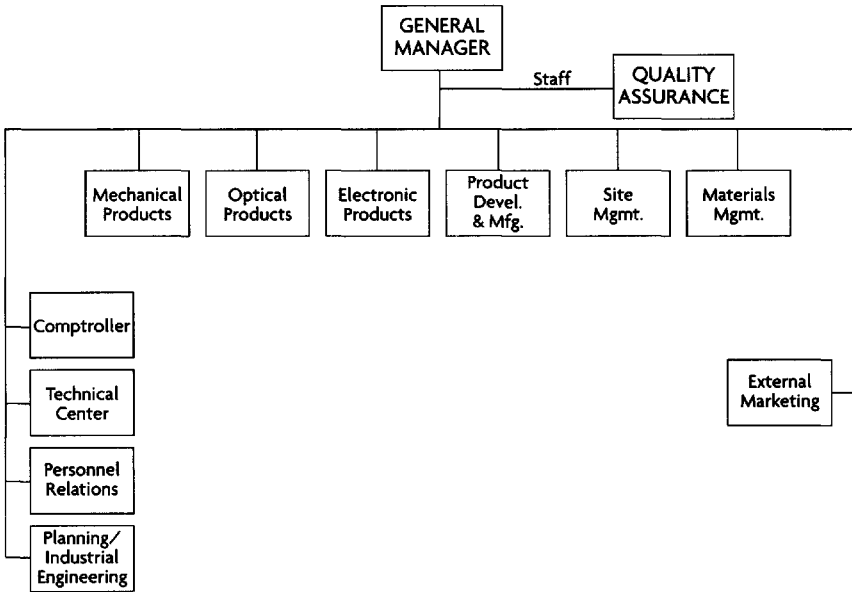 GENERAL
MANAGER
Staff
QUALITY
ASSURANCE
Mechanical
Products
Optical
Products
Electronic
Products
Product
Devel.
& Mfg.
Site
Mgmt.
Materials
Mgmt.
Comptroller
Technical
Center
Personnel
Relations
Planning/
Industrial
Engineering
External
Marketing